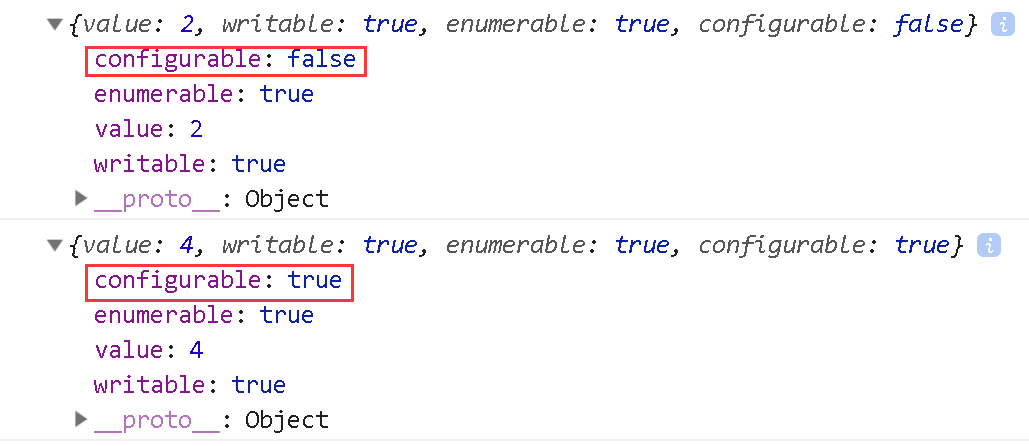 {value: 2, writable: true, enumerable: true, configurable: false} i
configurable: false
enumerable: true
value: 2
writable: true
__proto__: Object
{value: 4, writable: true, enumerable: true, configurable: true} i
configurable: true
enumerable: true
value: 4
writable: true
__proto__: Object